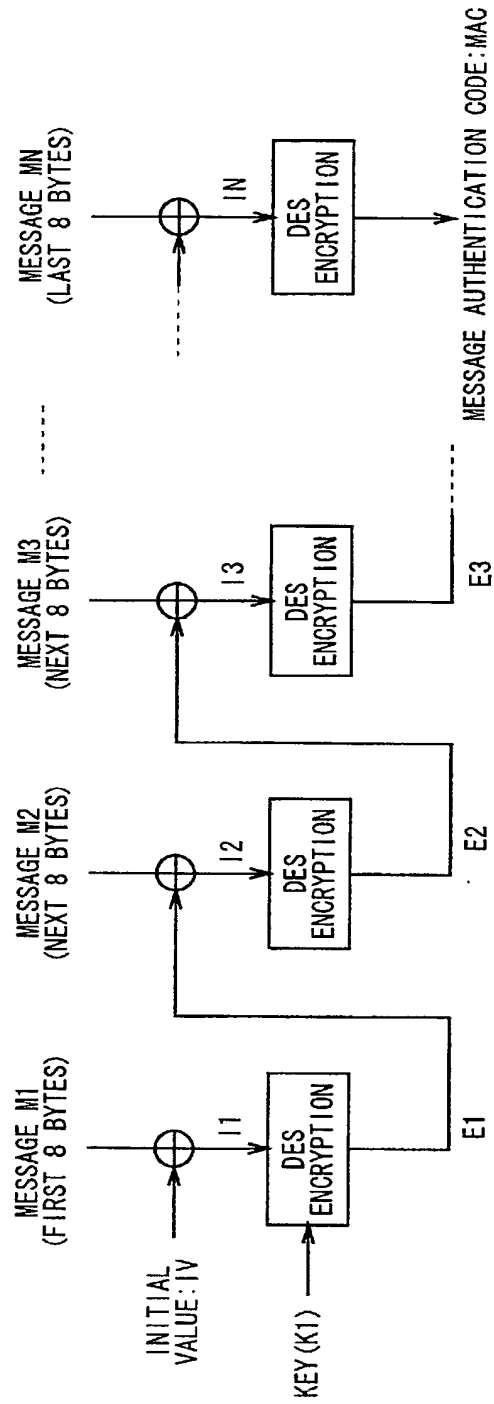 MESSAGE M1
(FIRST 8 BYTES)
MESSAGE M2
(NEXT 8 BYTES)
MESSAGE M3
(NEXT 8 BYTES)
MESSAGE MN
(LAST 8 BYTES)
INITIAL
VALUE:IV
I1
I2
I3
IN
KEY(K1)
DES
ENCRYPTION
DES
ENCRYPTION
DES
ENCRYPTION
DES
ENCRYPTION
E1
E2
E3
MESSAGE AUTHENTICATION CODE:MAC